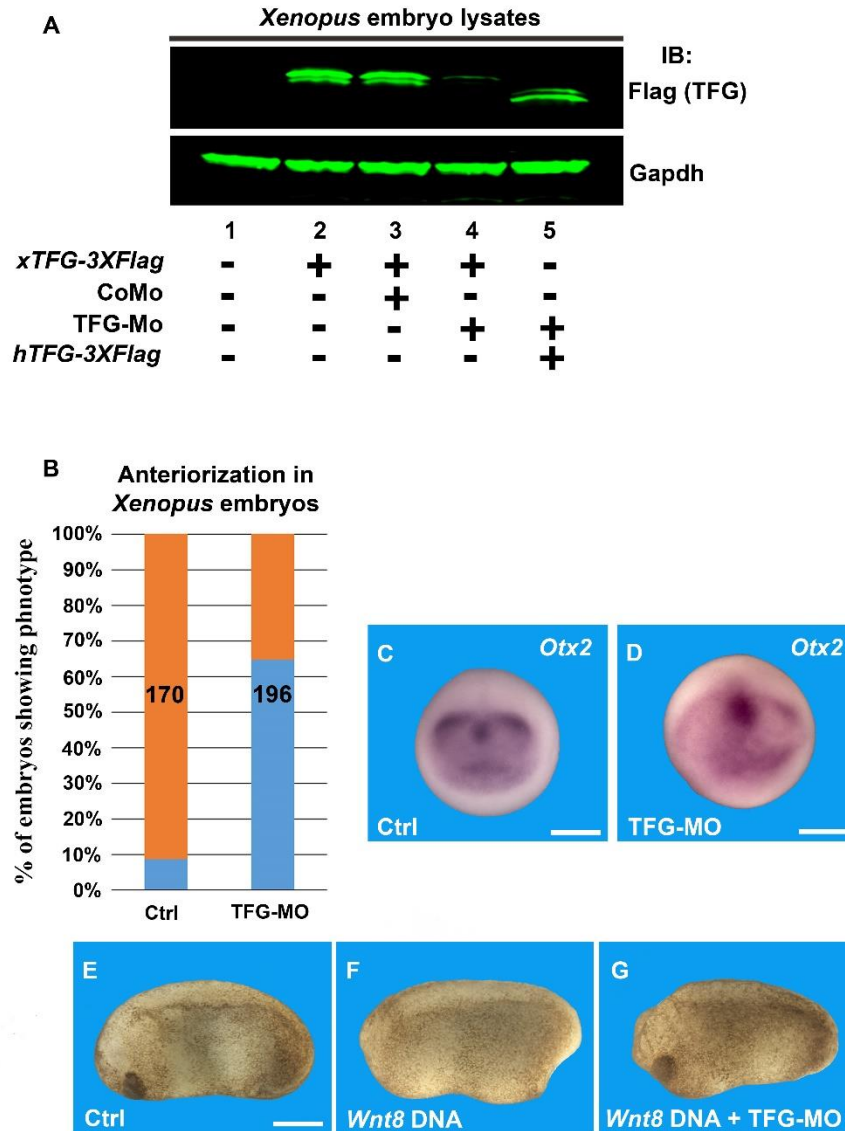 A
Xenopus embryo lysates
IB:
Flag (TFG)
Gapdh
1 2 3 4 5
xTFG-3XFlag - + + + -
CoMo - - + - -
TFG-Mo - - - + +
hTFG-3XFlag - - - - +
B
Anteriorization in
Xenopus embryos
% of embryos showing phnotype
100%
90%
80%
70%
60%
50%
40%
30%
20%
10%
0%
170 196
Ctrl TFG-MO
C Otx2
Ctrl
D Otx2
TFG-MO
E
Ctrl
F
Wnt8 DNA
G
Wnt8 DNA + TFG-MO